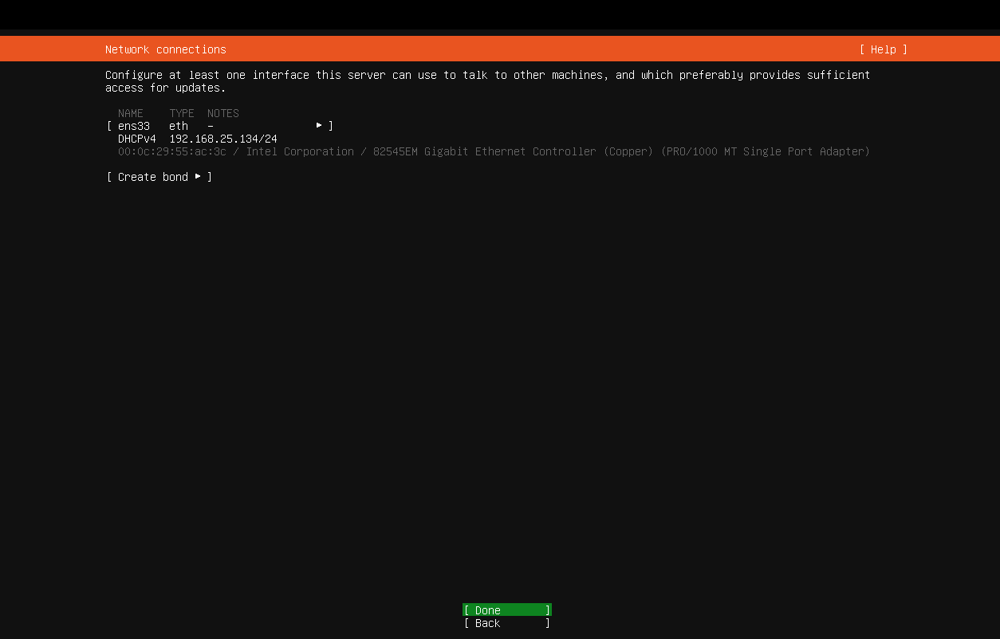 Network connections [ Help ]
Configure at least one interface this server can use to talk to other machines, and which preferably provides sufficient
access for updates.
NAME TYPE NOTES
[ ens33 eth - ▸ ]
DHCPv4 192.168.25.134/24
00:0c:29:55:ac:3c / Intel Corporation / 82545EM Gigabit Ethernet Controller (Copper) (PRO/1000 MT Single Port Adapter)
[ Create bond ▸ ]
[ Done ]
[ Back ]